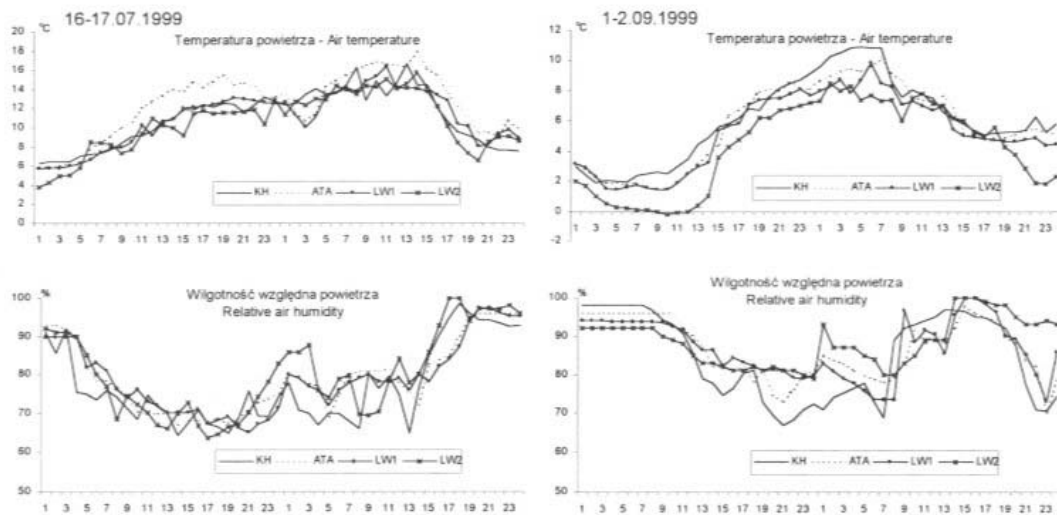 16-17.07.1999
°C
Temperatura powietrza - Air temperature
20
18
16
14
12
10
8
6
4
2
0
KH ATA LW1 LW2
1 3 5 7 9 11 13 15 17 19 21 23 1 3 5 7 9 11 13 15 17 19 21 23
1-2.09.1999
°C
Temperatura powietrza - Air temperature
12
10
8
6
4
2
0
-2
KH ATA LW1 LW2
1 3 5 7 9 11 13 15 17 19 21 23 1 3 5 7 9 11 13 15 17 19 21 23
%
Wilgotność względna powietrza
Relative air humidity
100
90
80
70
60
50
KH ATA LW1 LW2
1 3 5 7 9 11 13 15 17 19 21 23 1 3 5 7 9 11 13 15 17 19 21 23
%
Wilgotność względna powietrza
Relative air humidity
100
90
80
70
60
50
KH ATA LW1 LW2
1 3 5 7 9 11 13 15 17 19 21 23 1 3 5 7 9 11 13 15 17 19 21 23